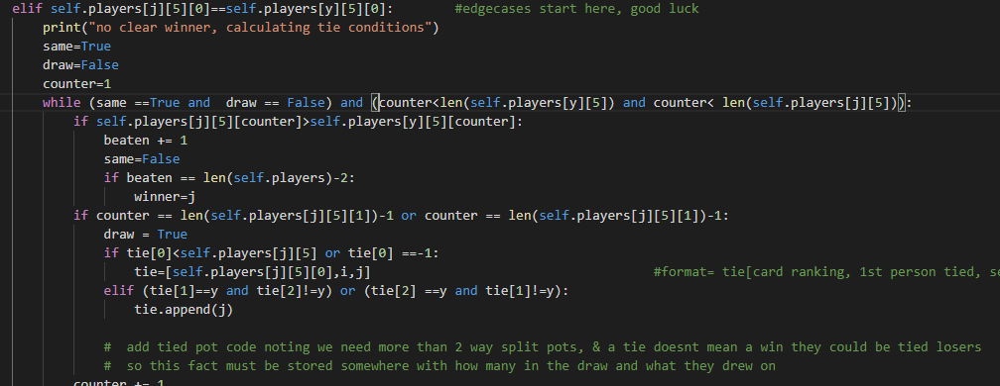 elif self.players[j][5][0]==self.players[y][5][0]: #edgecases start here, good luck
print("no clear winner, calculating tie conditions")
same=True
draw=False
counter=1
while (same ==True and draw == False) and (counter<len(self.players[y][5]) and counter< len(self.players[j][5])):
if self.players[j][5][counter]>self.players[y][5][counter]:
beaten += 1
same=False
if beaten == len(self.players)-2:
winner=j
if counter == len(self.players[j][5][1])-1 or counter == len(self.players[j][5][1])-1:
draw = True
if tie[0]<self.players[j][5] or tie[0] ==-1:
tie=[self.players[j][5][0],i,j] #format= tie[card ranking, 1st person tied, se
elif (tie[1]==y and tie[2]!=y) or (tie[2] ==y and tie[1]!=y):
tie.append(j)
# add tied pot code noting we need more than 2 way split pots, & a tie doesnt mean a win they could be tied losers
# so this fact must be stored somewhere with how many in the draw and what they drew on
counter += 1